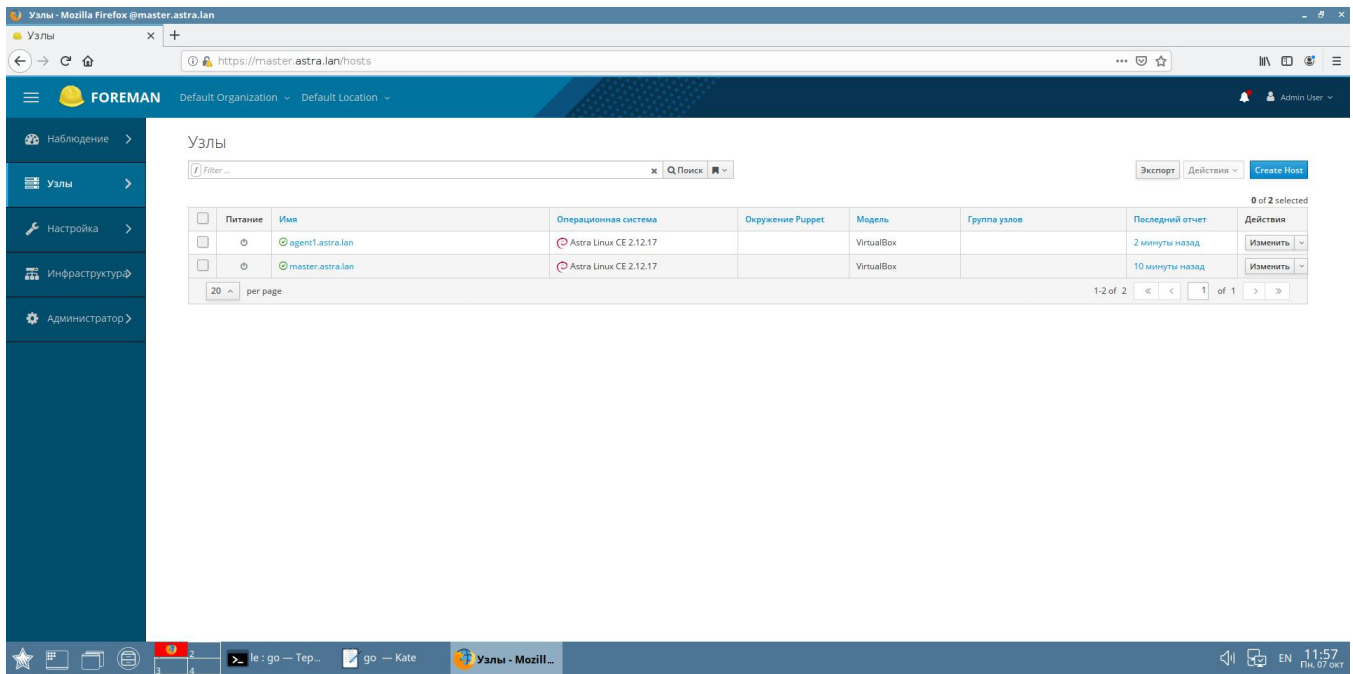 Узлы - Mozilla Firefox @master.astra.lan
Узлы
https://master.astra.lan/hosts
FOREMAN Default Organization Default Location Admin User
Наблюдение
Узлы
Настройка
Инфраструктура
Администратор
Узлы
Filter ... Поиск Экспорт Действия Create Host
0 of 2 selected
Питание Имя Операционная система Окружение Puppet Модель Группа узлов Последний отчет Действия
agent1.astra.lan Astra Linux CE 2.12.17 VirtualBox 2 минуты назад Изменить
master.astra.lan Astra Linux CE 2.12.17 VirtualBox 10 минуты назад Изменить
20 per page 1-2 of 2 « < 1 of 1 > »
2
3 4
le : go — Тер... go — Kate Узлы - Mozill... EN 11:57
Пн, 07 окт